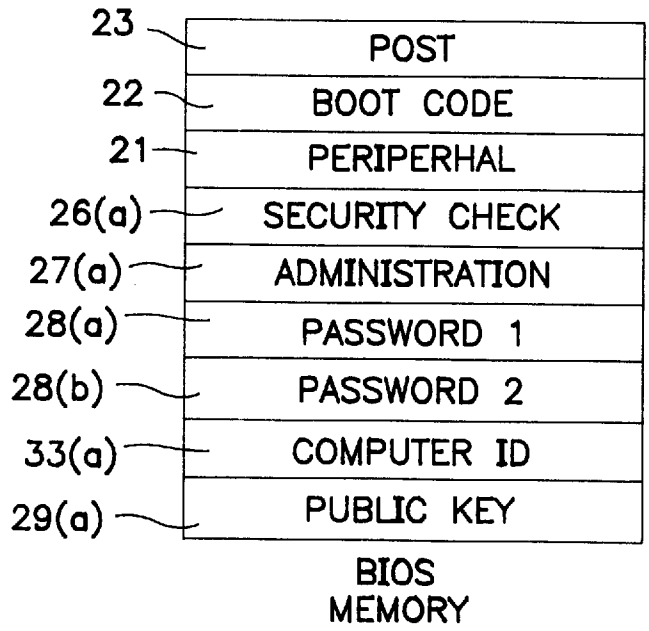 23 POST
22 BOOT CODE
21 PERIPERHAL
26(a) SECURITY CHECK
27(a) ADMINISTRATION
28(a) PASSWORD 1
28(b) PASSWORD 2
33(a) COMPUTER ID
29(a) PUBLIC KEY
BIOS
MEMORY